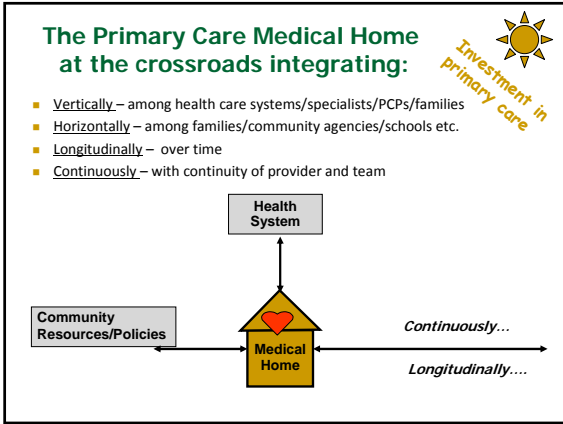 The Primary Care Medical Home
at the crossroads integrating:
Investment in
primary care
Vertically – among health care systems/specialists/PCPs/families
Horizontally – among families/community agencies/schools etc.
Longitudinally – over time
Continuously – with continuity of provider and team
Health
System
Community
Resources/Policies
Medical
Home
Continuously...
Longitudinally....